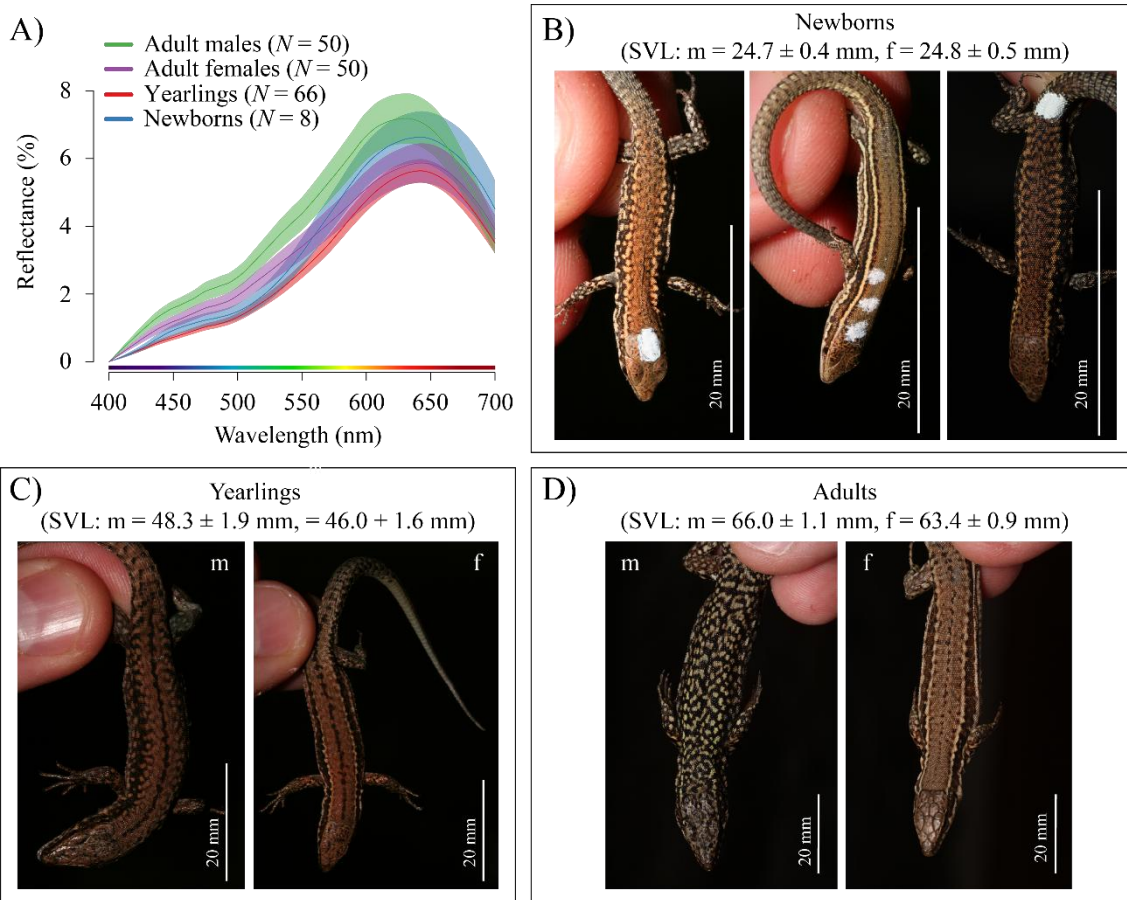 A)
Adult males (N = 50)
Adult females (N = 50)
Yearlings (N = 66)
Newborns (N = 8)
8
6
4
2
0
Reflectance (%)
400 450 500 550 600 650 700
Wavelength (nm)
B)
Newborns
(SVL: m = 24.7 ± 0.4 mm, f = 24.8 ± 0.5 mm)
20 mm
20 mm
20 mm
C)
Yearlings
(SVL: m = 48.3 ± 1.9 mm, = 46.0 + 1.6 mm)
m
20 mm
f
20 mm
D)
Adults
(SVL: m = 66.0 ± 1.1 mm, f = 63.4 ± 0.9 mm)
m
20 mm
f
20 mm